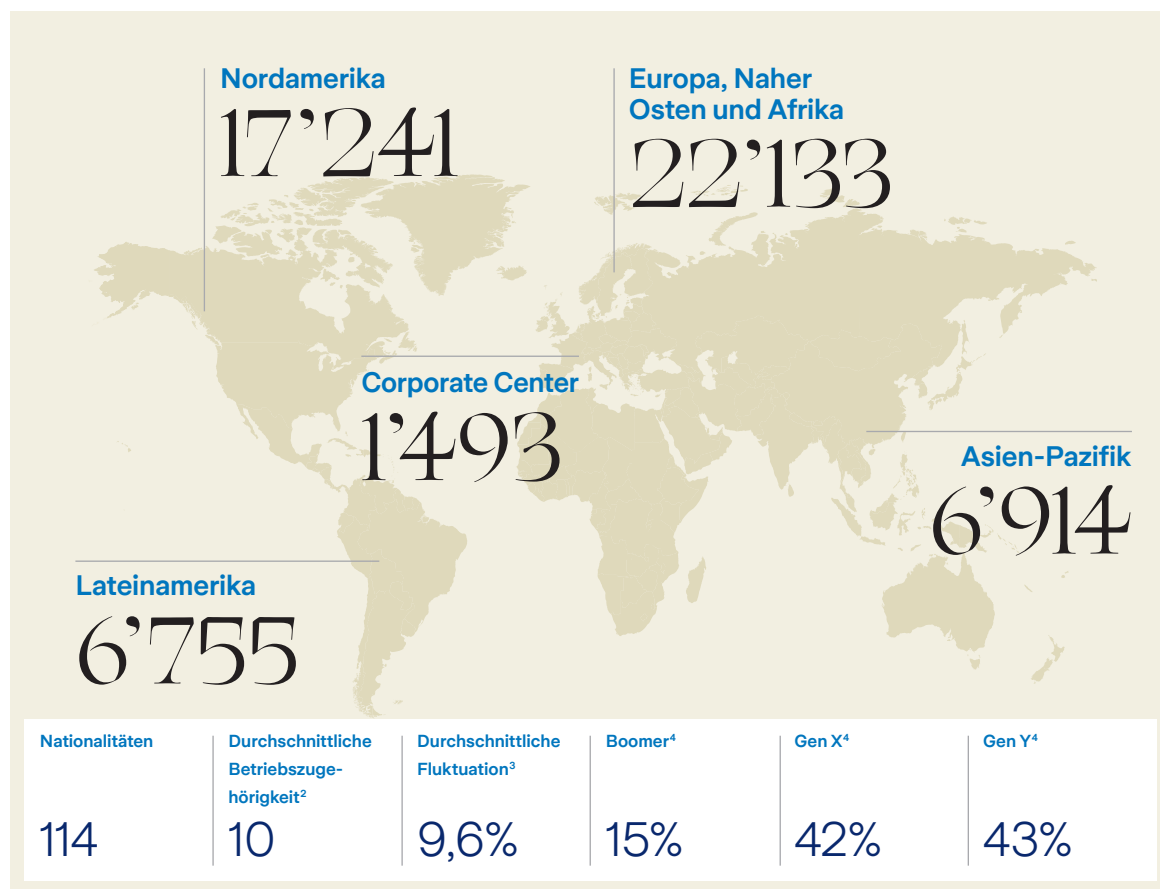 Nordamerika
17’241
Europa, Naher
Osten und Afrika
22’133
Corporate Center
1’493
Asien-Pazifik
6’914
Lateinamerika
6’755
Nationalitäten
114
Durchschnittliche
Betriebszuge-
hörigkeit²
10
Durchschnittliche
Fluktuation³
9,6%
Boomer⁴
15%
Gen X⁴
42%
Gen Y⁴
43%